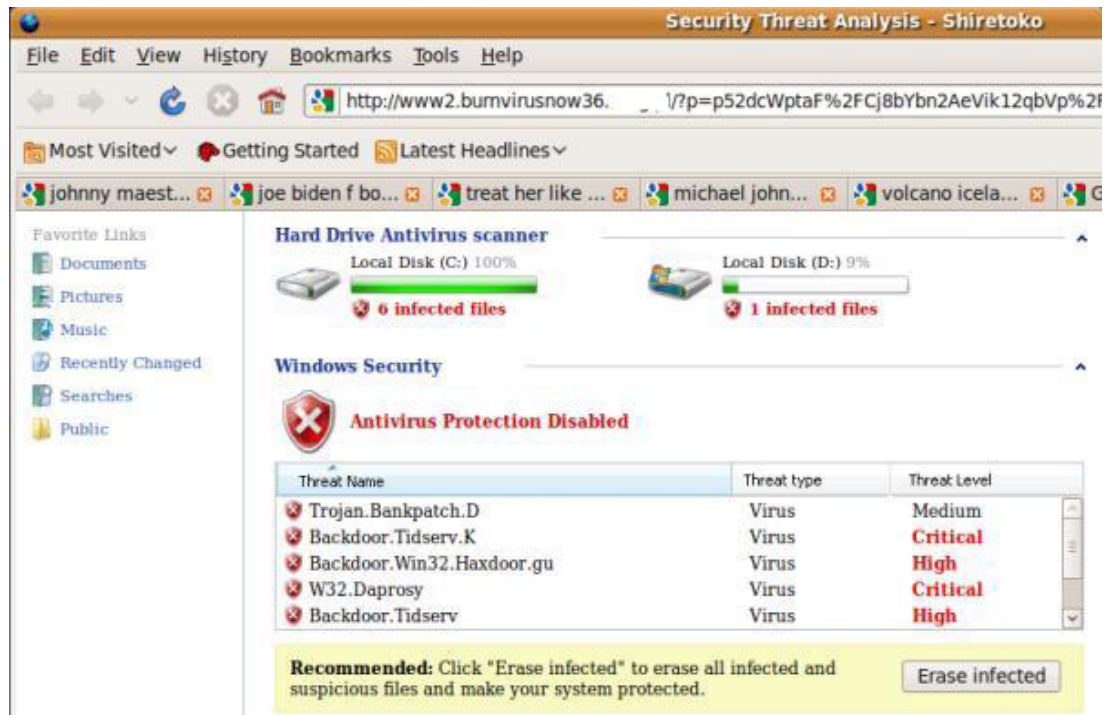 Security Threat Analysis - Shiretoko
File Edit View History Bookmarks Tools Help
http://www2.burnvirusnow36. \/?p=p52dcWptaF%2FCj8bYbn2AeVik12qbVp%2F
Most Visited Getting Started Latest Headlines
johnny maest... joe biden f bo... treat her like ... michael john... volcano icela... G
Favorite Links
Documents
Pictures
Music
Recently Changed
Searches
Public
Hard Drive Antivirus scanner
Local Disk (C:) 100%
6 infected files
Local Disk (D:) 9%
1 infected files
Windows Security
Antivirus Protection Disabled
Threat Name Threat type Threat Level
Trojan.Bankpatch.D Virus Medium
Backdoor.Tidserv.K Virus Critical
Backdoor.Win32.Haxdoor.gu Virus High
W32.Daprosy Virus Critical
Backdoor.Tidserv Virus High
Recommended: Click "Erase infected" to erase all infected and
suspicious files and make your system protected.
Erase infected